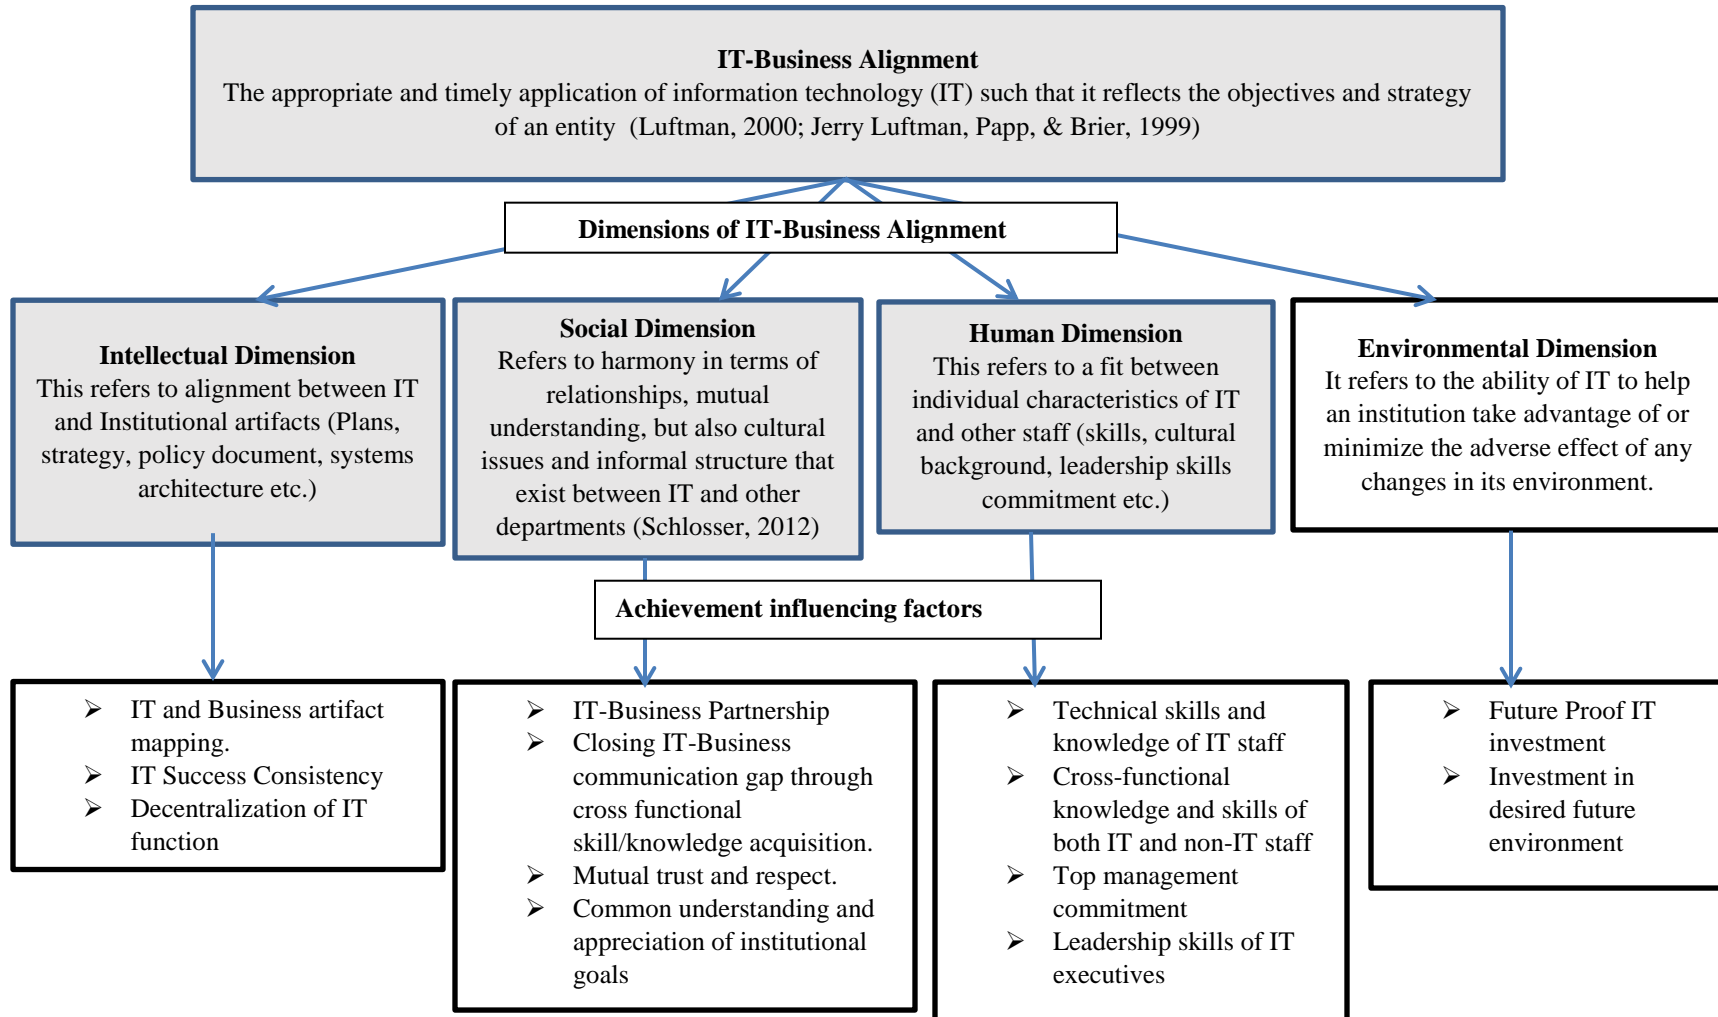 IT-Business Alignment
The appropriate and timely application of information technology (IT) such that it reflects the objectives and strategy
of an entity  (Luftman, 2000; Jerry Luftman, Papp, & Brier, 1999)
Dimensions of IT-Business Alignment
Intellectual Dimension
This refers to alignment between IT
and Institutional artifacts (Plans,
strategy, policy document, systems
architecture etc.)
Social Dimension
Refers to harmony in terms of
relationships, mutual
understanding, but also cultural
issues and informal structure that
exist between IT and other
departments (Schlosser, 2012)
Human Dimension
This refers to a fit between
individual characteristics of IT
and other staff (skills, cultural
background, leadership skills
commitment etc.)
Environmental Dimension
It refers to the ability of IT to help
an institution take advantage of or
minimize the adverse effect of any
changes in its environment.
Achievement influencing factors
➢ IT and Business artifact
mapping.
➢ IT Success Consistency
➢ Decentralization of IT
function
➢ IT-Business Partnership
➢ Closing IT-Business
communication gap through
cross functional
skill/knowledge acquisition.
➢ Mutual trust and respect.
➢ Common understanding and
appreciation of institutional
goals
➢ Technical skills and
knowledge of IT staff
➢ Cross-functional
knowledge and skills of
both IT and non-IT staff
➢ Top management
commitment
➢ Leadership skills of IT
executives
➢ Future Proof IT
investment
➢ Investment in
desired future
environment